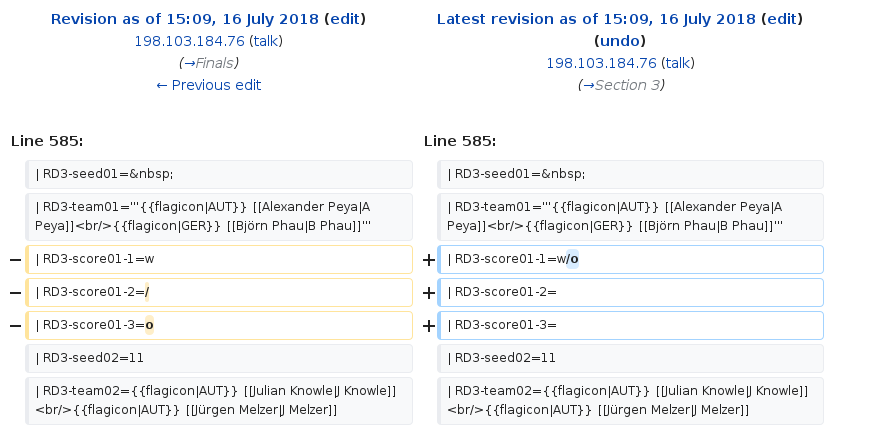 Revision as of 15:09, 16 July 2018 (edit)
198.103.184.76 (talk)
(→Finals)
← Previous edit
Latest revision as of 15:09, 16 July 2018 (edit)
(undo)
198.103.184.76 (talk)
(→Section 3)
Line 585:
Line 585:
| RD3-seed01=&nbsp;
| RD3-seed01=&nbsp;
| RD3-team01='''{{flagicon|AUT}} [[Alexander Peya|A
Peya]]<br/>{{flagicon|GER}} [[Björn Phau|B Phau]]'''
| RD3-team01='''{{flagicon|AUT}} [[Alexander Peya|A
Peya]]<br/>{{flagicon|GER}} [[Björn Phau|B Phau]]'''
− | RD3-score01-1=w
+ | RD3-score01-1=w/o
− | RD3-score01-2=/
+ | RD3-score01-2=
− | RD3-score01-3=o
+ | RD3-score01-3=
| RD3-seed02=11
| RD3-seed02=11
| RD3-team02={{flagicon|AUT}} [[Julian Knowle|J Knowle]]
<br/>{{flagicon|AUT}} [[Jürgen Melzer|J Melzer]]
| RD3-team02={{flagicon|AUT}} [[Julian Knowle|J Knowle]]
<br/>{{flagicon|AUT}} [[Jürgen Melzer|J Melzer]]